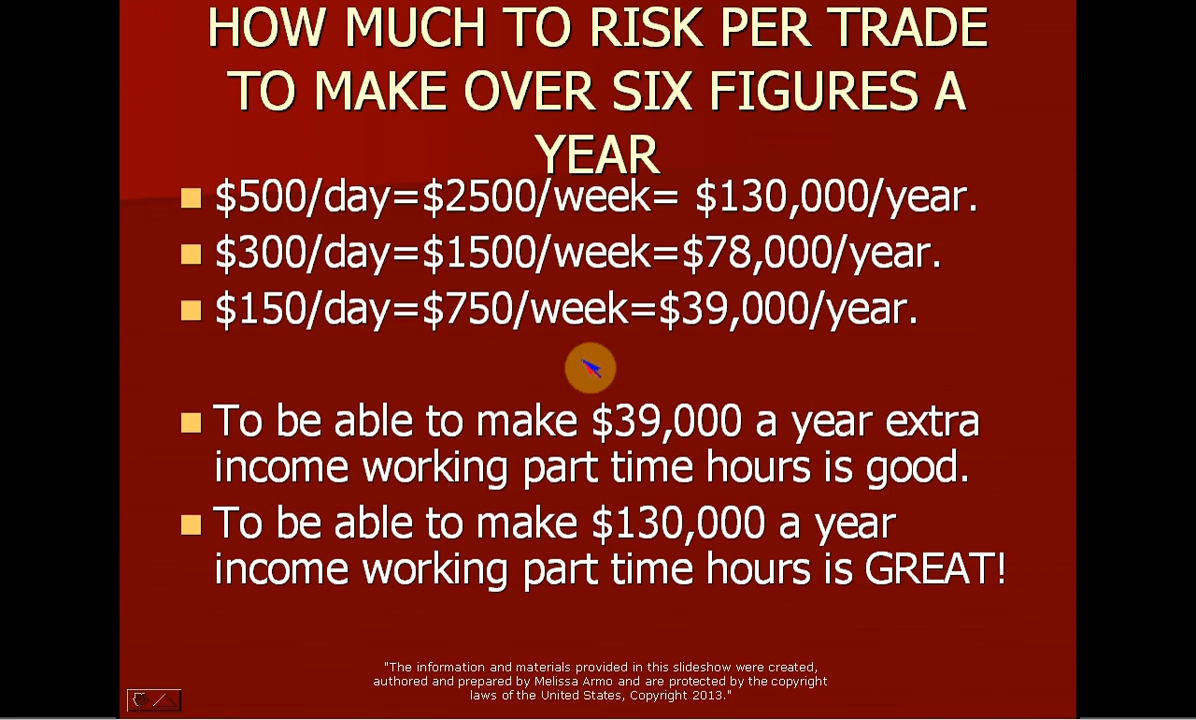 HOW MUCH TO RISK PER TRADE
TO MAKE OVER SIX FIGURES A
YEAR
$500/day=$2500/week= $130,000/year.
$300/day=$1500/week=$78,000/year.
$150/day=$750/week=$39,000/year.
To be able to make $39,000 a year extra
income working part time hours is good.
To be able to make $130,000 a year
income working part time hours is GREAT!
"The information and materials provided in this slideshow were created,
authored and prepared by Melissa Armo and are protected by the copyright
laws of the United States, Copyright 2013."